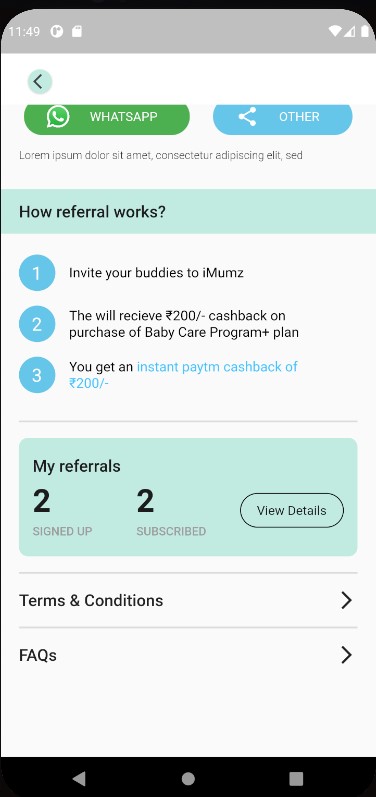 11:49
WHATSAPP
OTHER
Lorem ipsum dolor sit amet, consectetur adipiscing elit, sed
How referral works?
1
Invite your buddies to iMumz
2
The will recieve ₹200/- cashback on
purchase of Baby Care Program+ plan
3
You get an instant paytm cashback of
₹200/-
My referrals
2
2
View Details
SIGNED UP
SUBSCRIBED
Terms & Conditions
FAQs